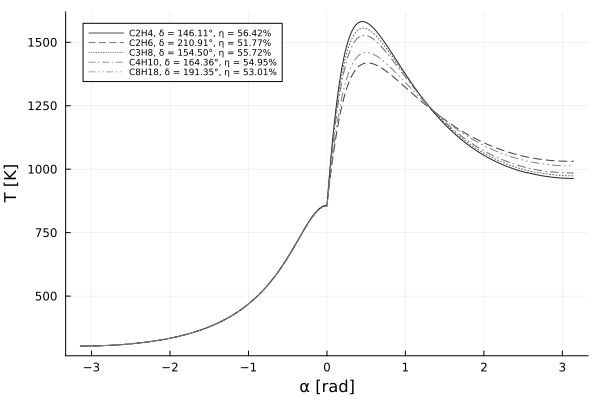 C2H4, δ = 146.11°, η = 56.42%
C2H6, δ = 210.91°, η = 51.77%
C3H8, δ = 154.50°, η = 55.72%
C4H10, δ = 164.36°, η = 54.95%
C8H18, δ = 191.35°, η = 53.01%
1500
1250
1000
750
500
T [K]
−3 −2 −1 0 1 2 3
α [rad]